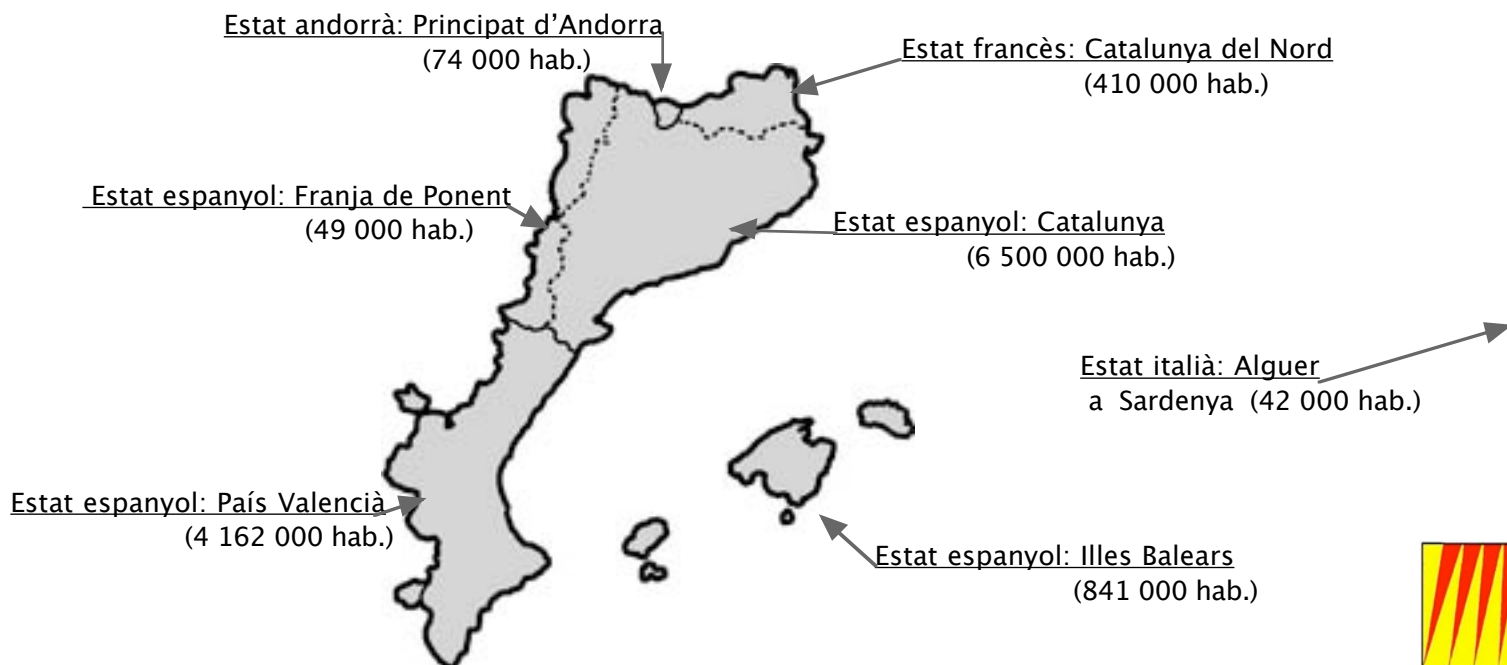 Estat andorrà: Principat d’Andorra
(74 000 hab.)
Estat francès: Catalunya del Nord
(410 000 hab.)
Estat espanyol: Franja de Ponent
(49 000 hab.)
Estat espanyol: Catalunya
(6 500 000 hab.)
Estat italià: Alguer
a Sardenya (42 000 hab.)
Estat espanyol: País Valencià
(4 162 000 hab.)
Estat espanyol: Illes Balears
(841 000 hab.)